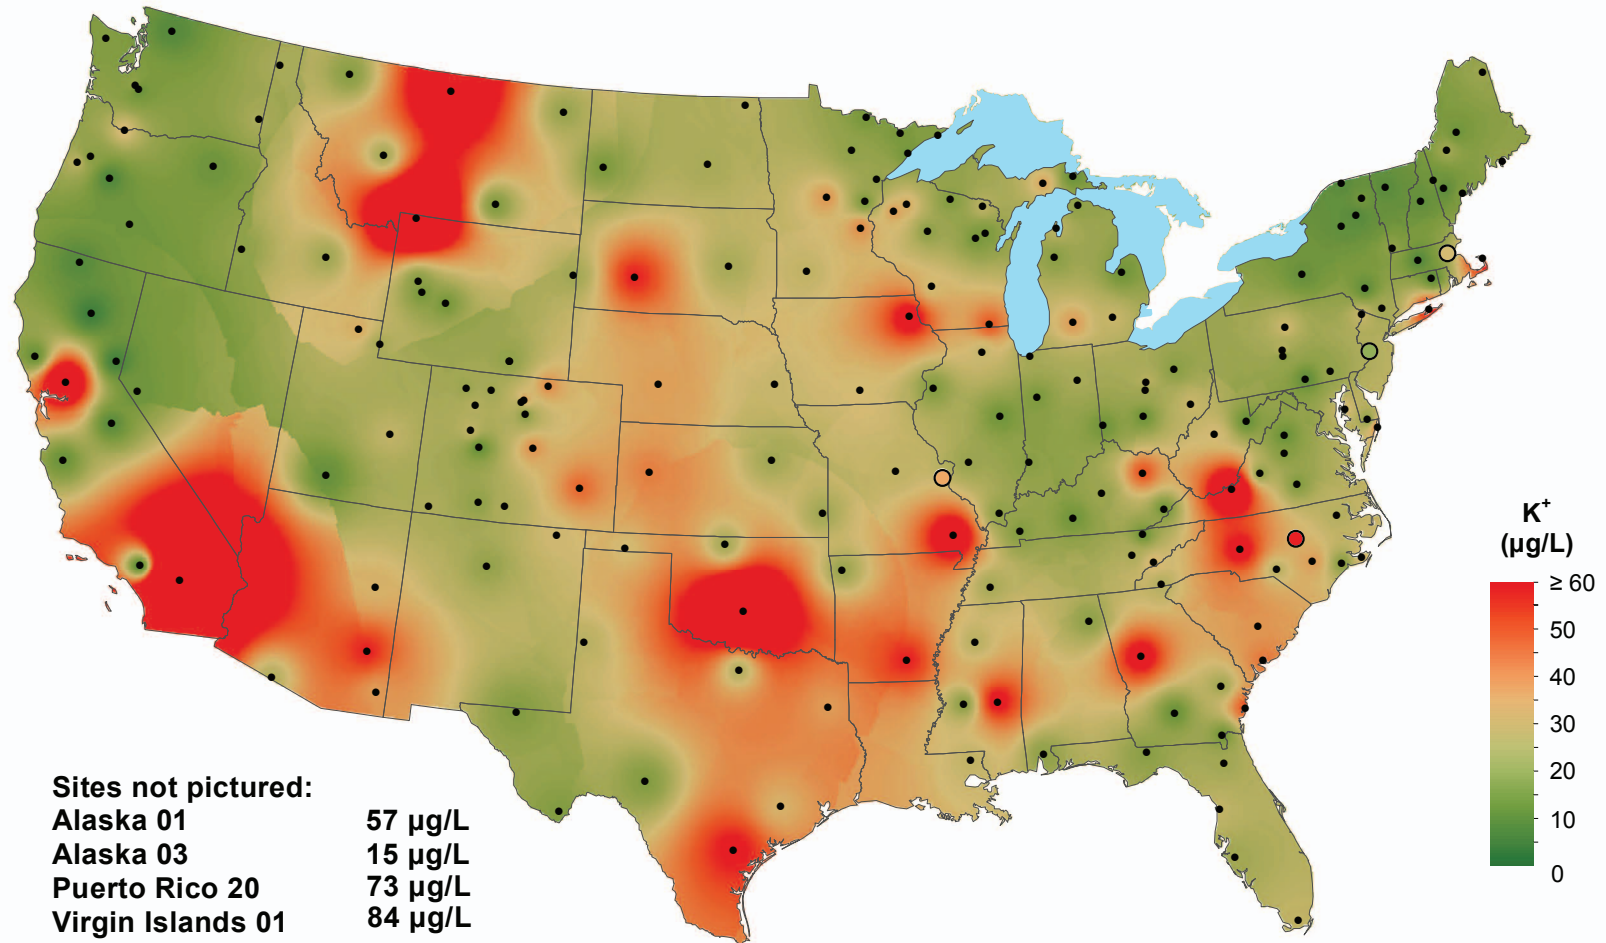 Sites not pictured:
Alaska 01 57 µg/L
Alaska 03 15 µg/L
Puerto Rico 20 73 µg/L
Virgin Islands 01 84 µg/L
K+
(µg/L)
≥ 60
50
40
30
20
10
0